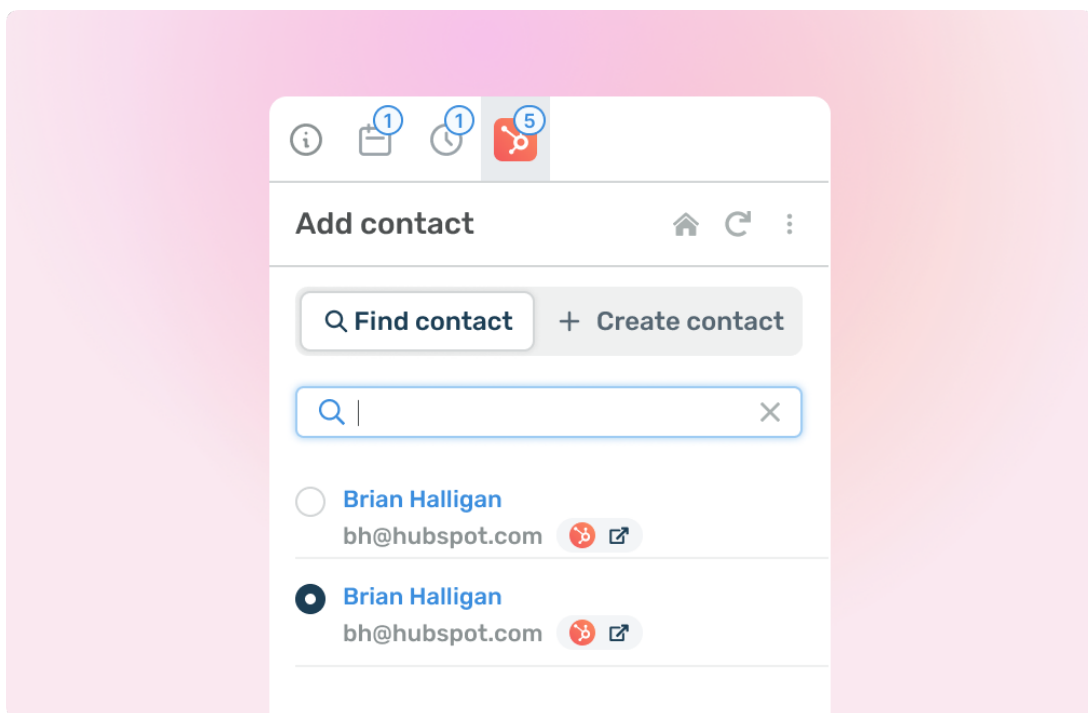 1 1 5
Add contact
Find contact + Create contact
Brian Halligan
bh@hubspot.com
Brian Halligan
bh@hubspot.com